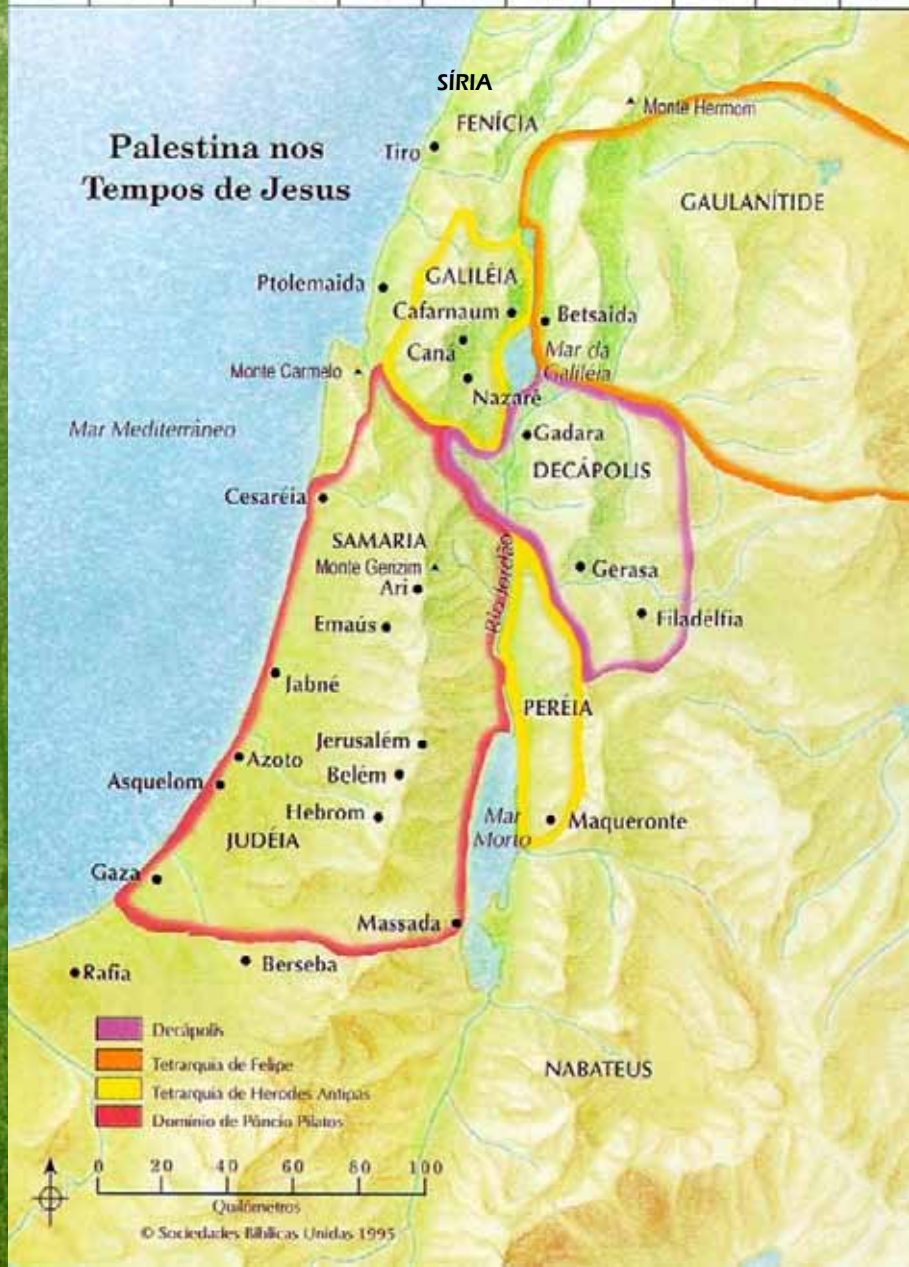 SÍRIA
Monte Hermom
FENÍCIA
Palestina nos
Tempos de Jesus
Tiro
GAULANÍTIDE
GALILÉIA
Ptolemaida
Cafarnaum
Betsaida
Caná
Mar da
Galiléia
Monte Carmelo
Nazaré
Mar Mediterrâneo
Gadara
DECÁPOLIS
Cesaréia
SAMARIA
Monte Gerizim
Gerasa
Ari
Rio Jordão
Filadélfia
Emaús
Jabné
PERÉIA
Jerusalém
Azoto
Belém
Asquelom
Hebrom
Mar
Morto
Maqueronte
JUDÉIA
Gaza
Massada
Berseba
Rafia
Decápolis
Tetrarquia de Felipe
NABATEUS
Tetrarquia de Herodes Antipas
Domínio de Pôncio Pilatos
0 20 40 60 80 100
Quilômetros
© Sociedades Bíblicas Unidas 1995